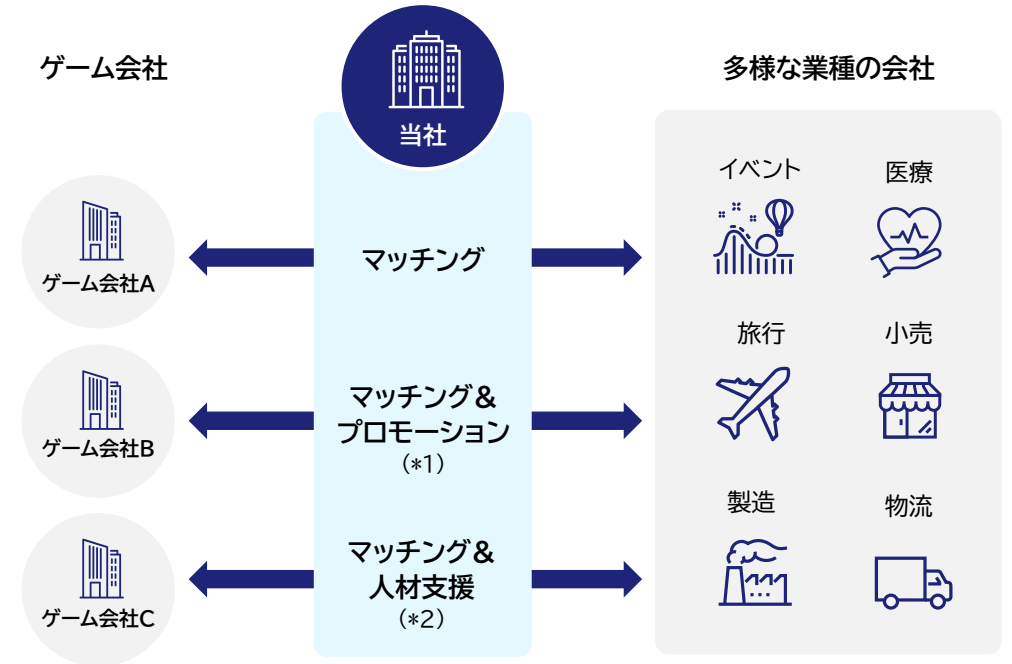 ゲーム会社
当社
多様な業種の会社
ゲーム会社A
マッチング
イベント
医療
ゲーム会社B
マッチング＆
プロモーション
(*1)
旅行
小売
ゲーム会社C
マッチング＆
人材支援
(*2)
製造
物流